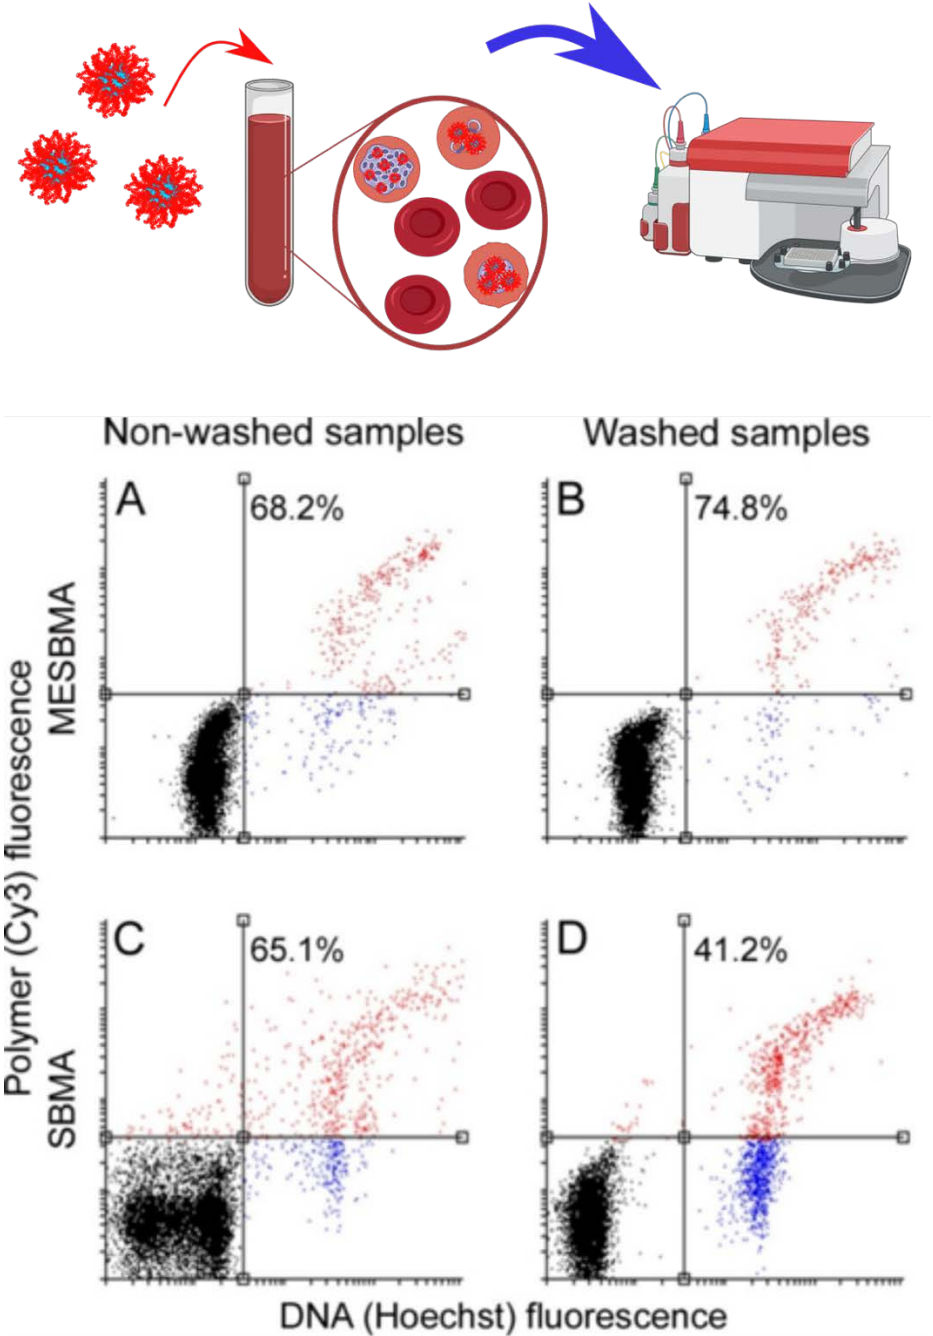 Non-washed samples
Washed samples
A
68.2%
B
74.8%
MESBMA
Polymer (Cy3) fluorescence
C
65.1%
D
41.2%
SBMA
DNA (Hoechst) fluorescence